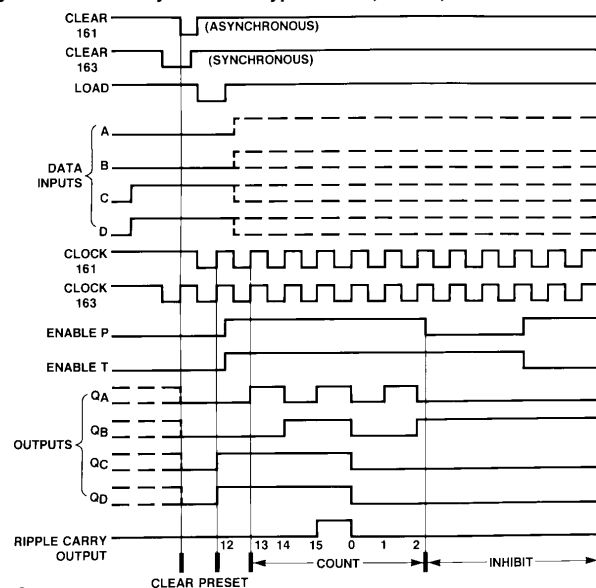 CLEAR
161
(ASYNCHRONOUS)
CLEAR
163
(SYNCHRONOUS)
LOAD
A
B
DATA
INPUTS
C
D
CLOCK
161
CLOCK
163
ENABLE P
ENABLE T
QA
QB
OUTPUTS
QC
QD
RIPPLE CARRY
OUTPUT
12 13 14 15 0 1 2
COUNT INHIBIT
CLEAR PRESET